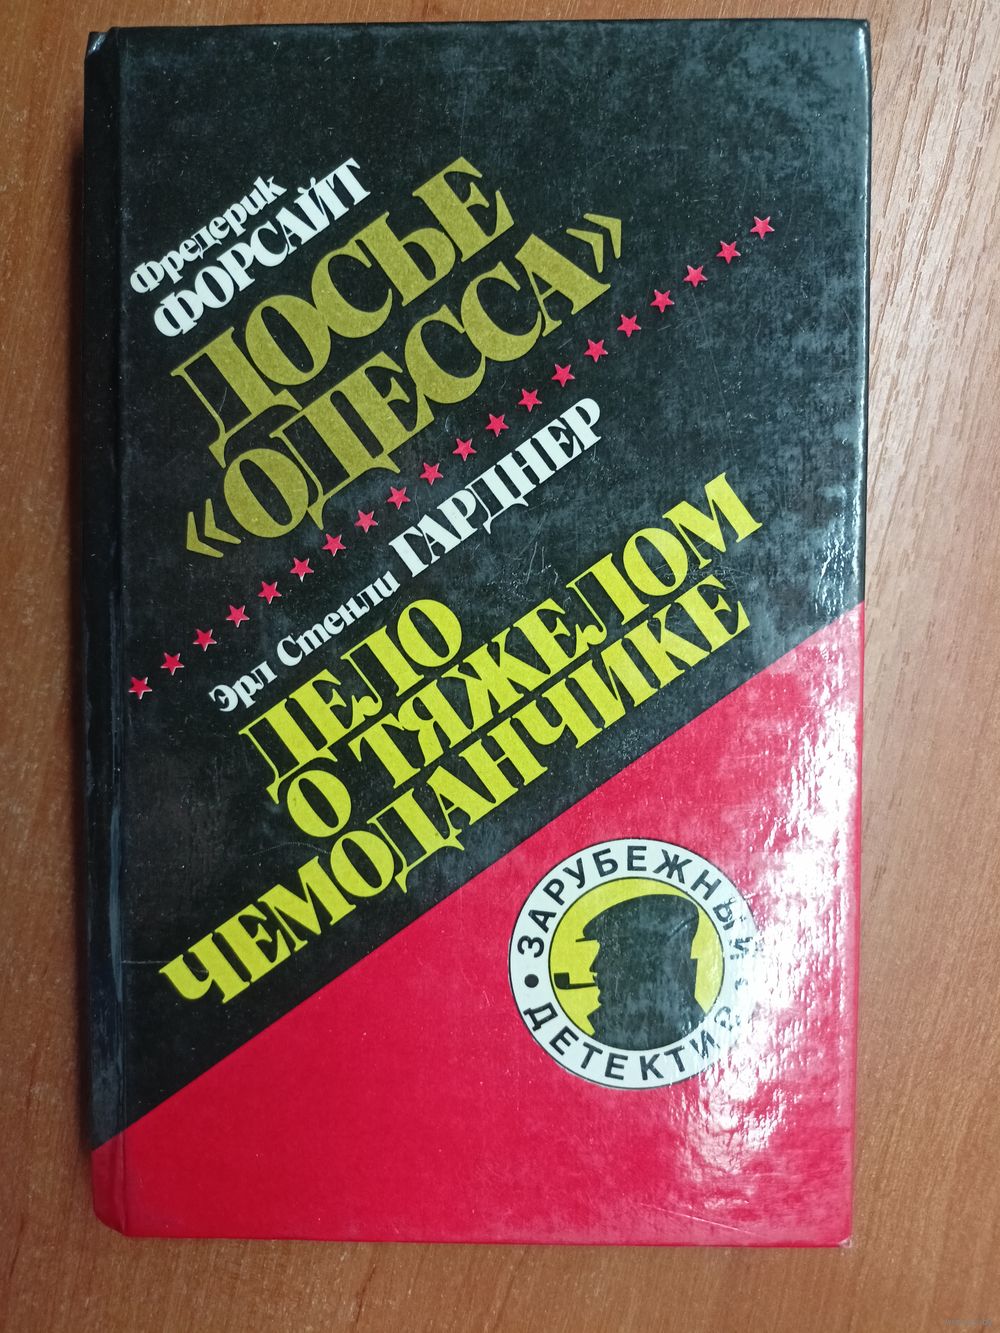 Фредерик
ФОРСАЙТ
ДОСЬЕ
«ОДЕССА»
Эрл Стенли ГАРДНЕР
ДЕЛО
О ТЯЖЕЛОМ
ЧЕМОДАНЧИКЕ
ЗАРУБЕЖНЫЙ
ДЕТЕКТИВ